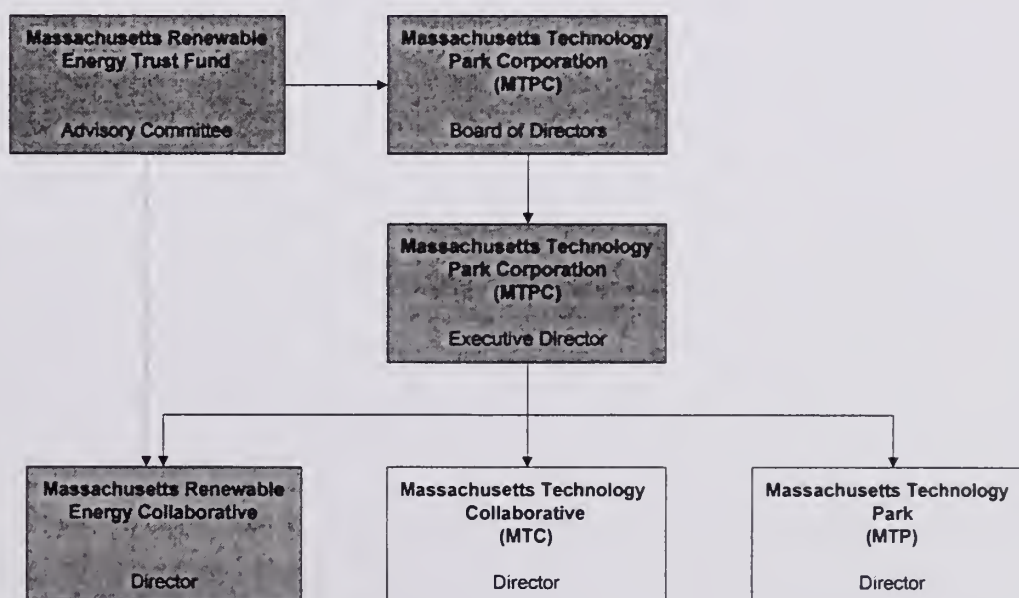 Massachusetts Renewable
Energy Trust Fund
Advisory Committee
Massachusetts Technology
Park Corporation
(MTPC)
Board of Directors
Massachusetts Technology
Park Corporation
(MTPC)
Executive Director
Massachusetts Renewable
Energy Collaborative
Director
Massachusetts Technology
Collaborative
(MTC)
Director
Massachusetts Technology
Park
(MTP)
Director